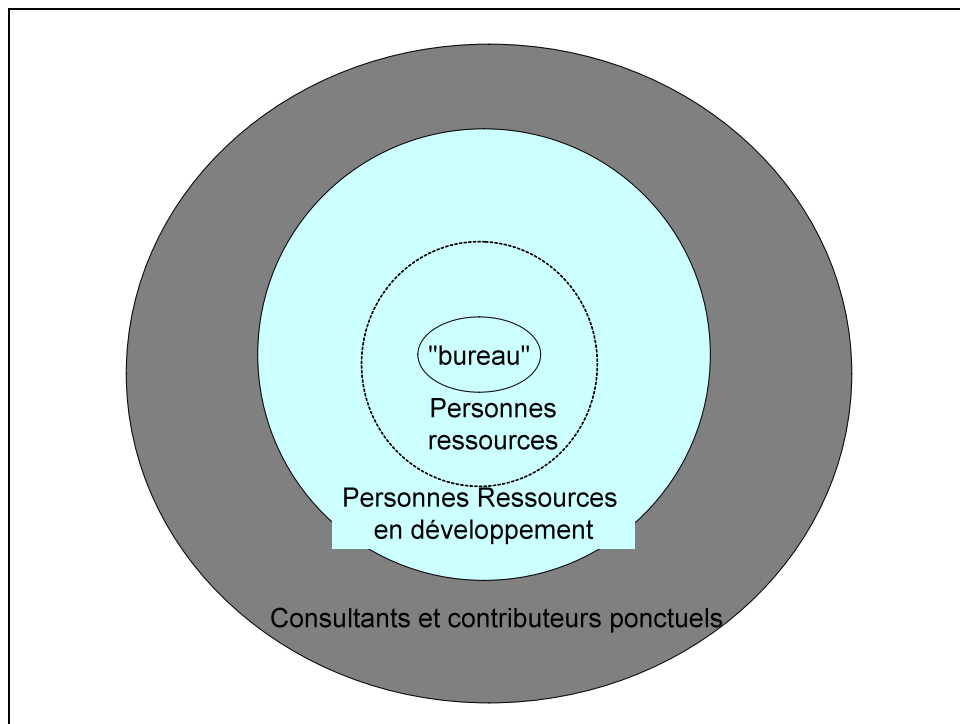 "bureau"
Personnes
ressources
Personnes Ressources
en développement
Consultants et contributeurs ponctuels